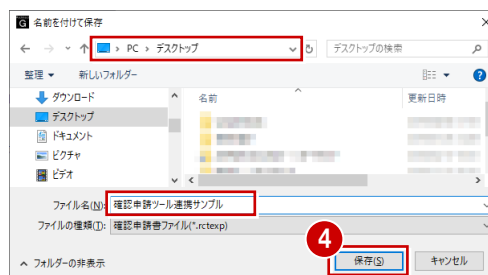 G 名前を付けて保存
PC › デスクトップ
デスクトップの検索
整理 新しいフォルダー
ダウンロード
名前 更新日時
デスクトップ
ドキュメント
ピクチャ
ビデオ
ファイル名(N): 確認申請ツール連携サンプル
ファイルの種類(T): 確認申請書ファイル(*.rctexp)
4
フォルダーの非表示
保存(S) キャンセル